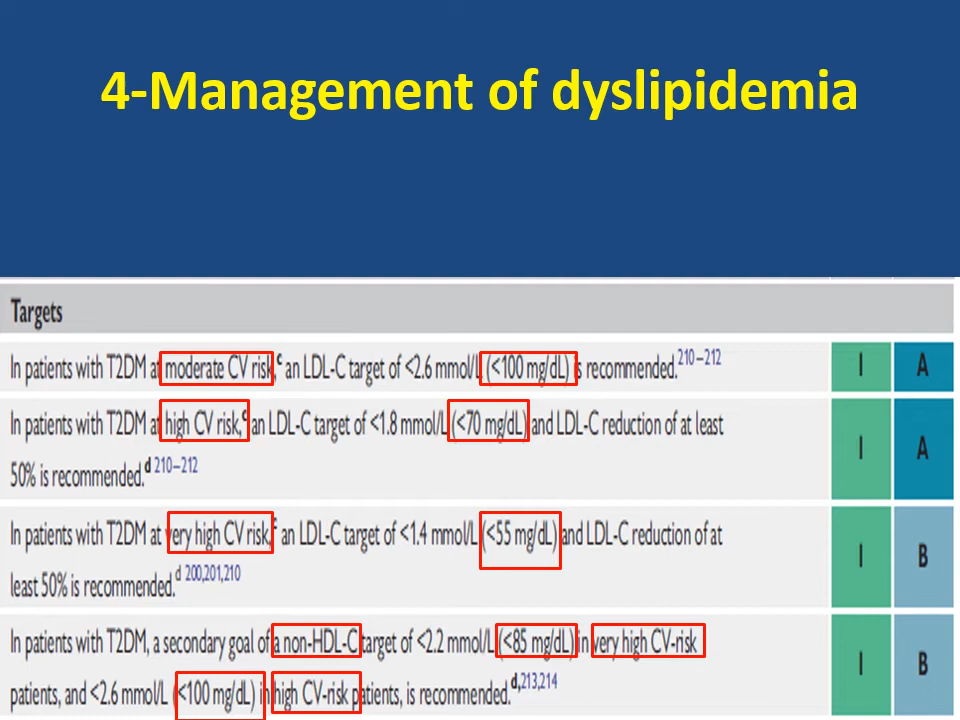 4-Management of dyslipidemia
Targets
In patients with T2DM at moderate CV risk,c an LDL-C target of <2.6 mmol/L (<100 mg/dL) is recommended.210–212
I A
In patients with T2DM at high CV risk,c an LDL-C target of <1.8 mmol/L (<70 mg/dL) and LDL-C reduction of at least
50% is recommended.d 210–212
I A
In patients with T2DM at very high CV risk,c an LDL-C target of <1.4 mmol/L (<55 mg/dL) and LDL-C reduction of at
least 50% is recommended.d 200,201,210
I B
In patients with T2DM, a secondary goal of a non-HDL-C target of <2.2 mmol/L (<85 mg/dL) in very high CV-risk
patients, and <2.6 mmol/L (<100 mg/dL) in high CV-risk patients, is recommended.d,213,214
I B